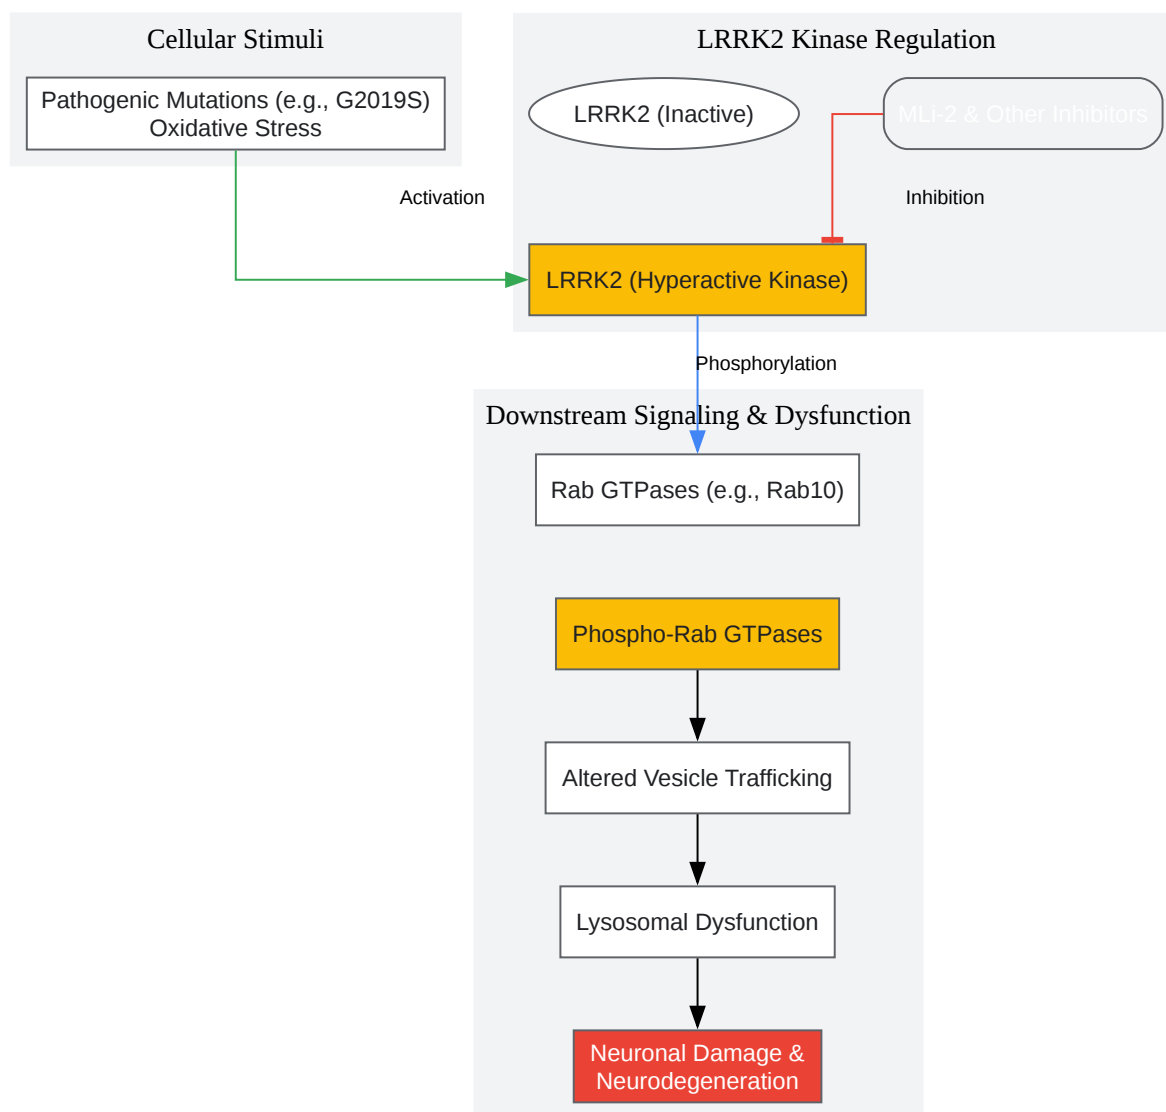 Cellular Stimuli
Pathogenic Mutations (e.g., G2019S)
Oxidative Stress
LRRK2 Kinase Regulation
LRRK2 (Inactive)
MLi-2 & Other Inhibitors
Activation
Inhibition
LRRK2 (Hyperactive Kinase)
Phosphorylation
Downstream Signaling & Dysfunction
Rab GTPases (e.g., Rab10)
Phospho-Rab GTPases
Altered Vesicle Trafficking
Lysosomal Dysfunction
Neuronal Damage &
Neurodegeneration